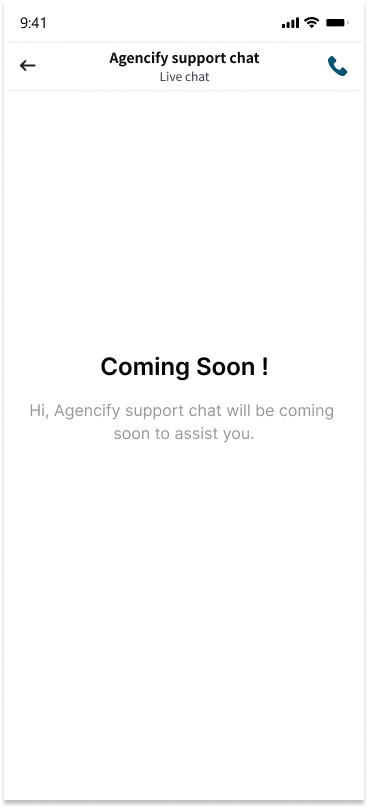 9:41
Agencify support chat
Live chat
Coming Soon !
Hi, Agencify support chat will be coming
soon to assist you.